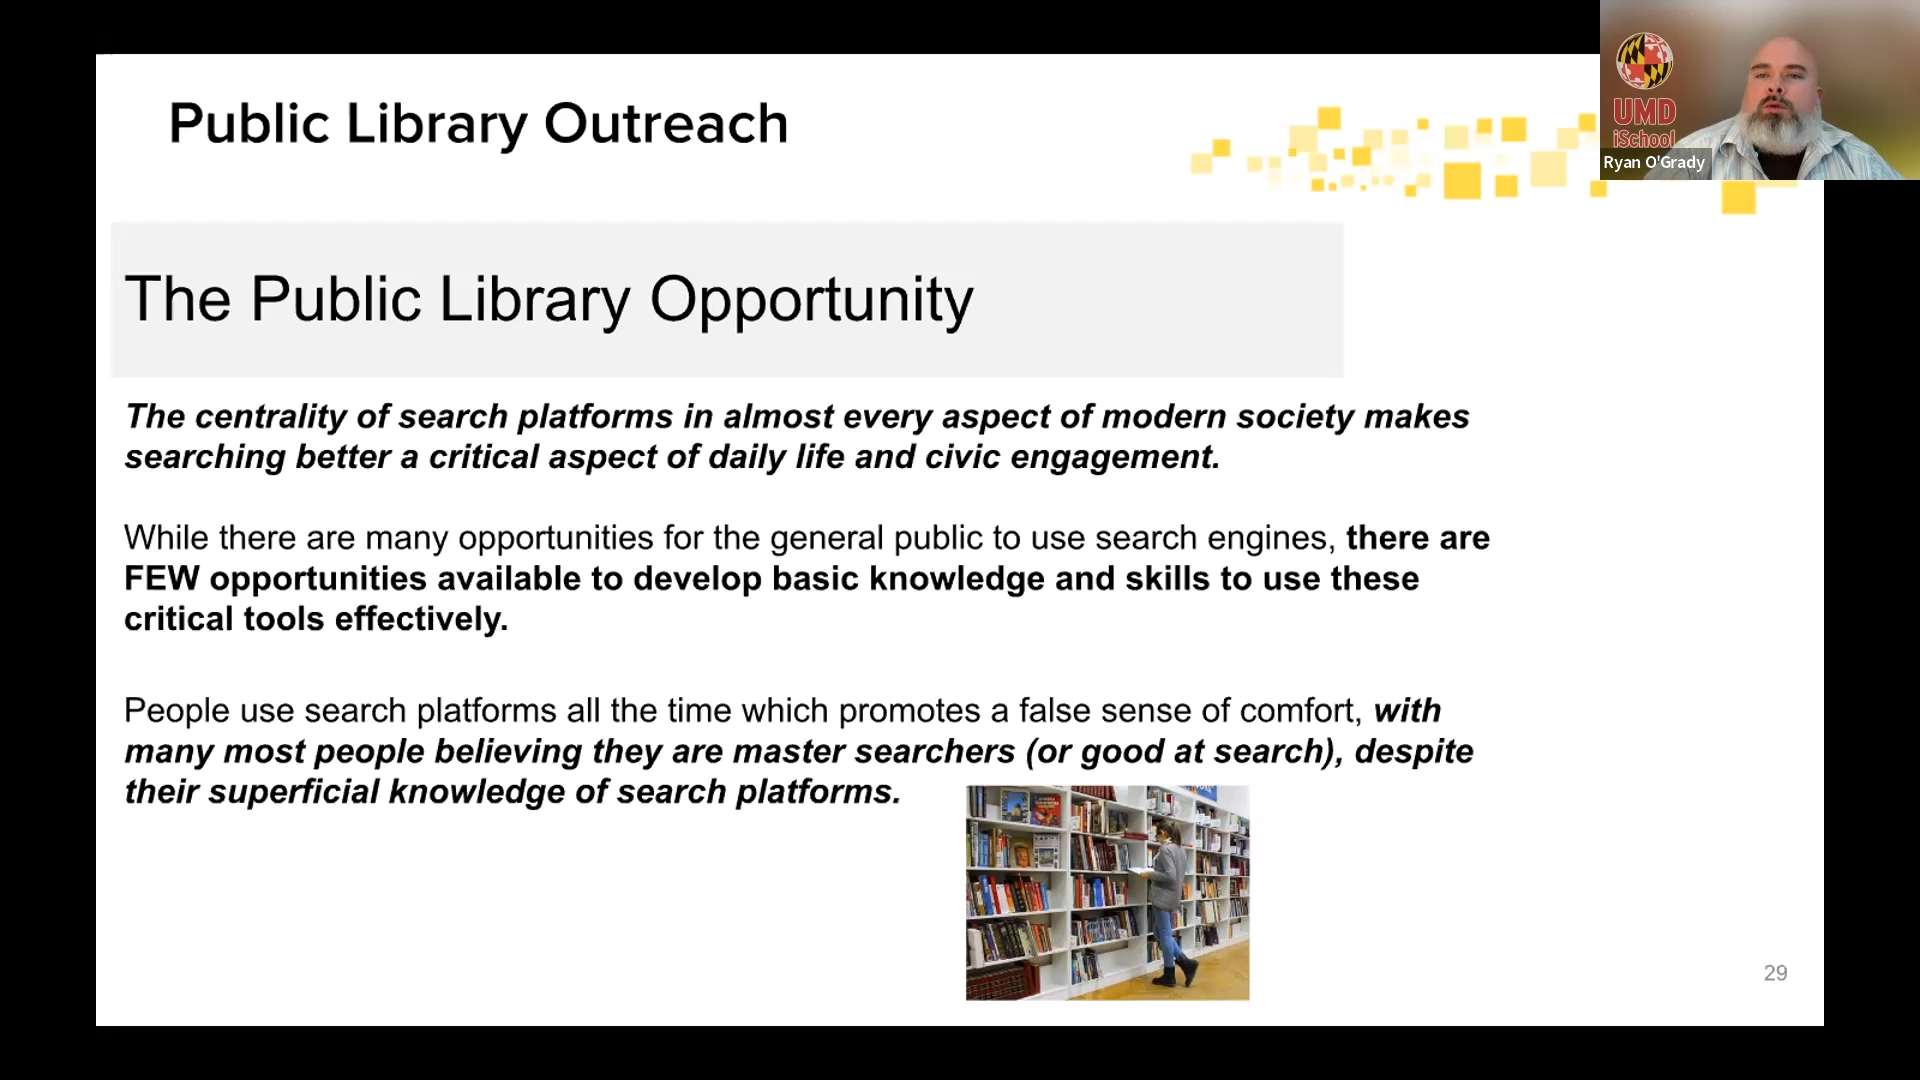 Public Library Outreach
UMD
iSchool
Ryan O'Grady
The Public Library Opportunity
The centrality of search platforms in almost every aspect of modern society makes
searching better a critical aspect of daily life and civic engagement.
While there are many opportunities for the general public to use search engines, there are
FEW opportunities available to develop basic knowledge and skills to use these
critical tools effectively.
People use search platforms all the time which promotes a false sense of comfort, with
many most people believing they are master searchers (or good at search), despite
their superficial knowledge of search platforms.
29